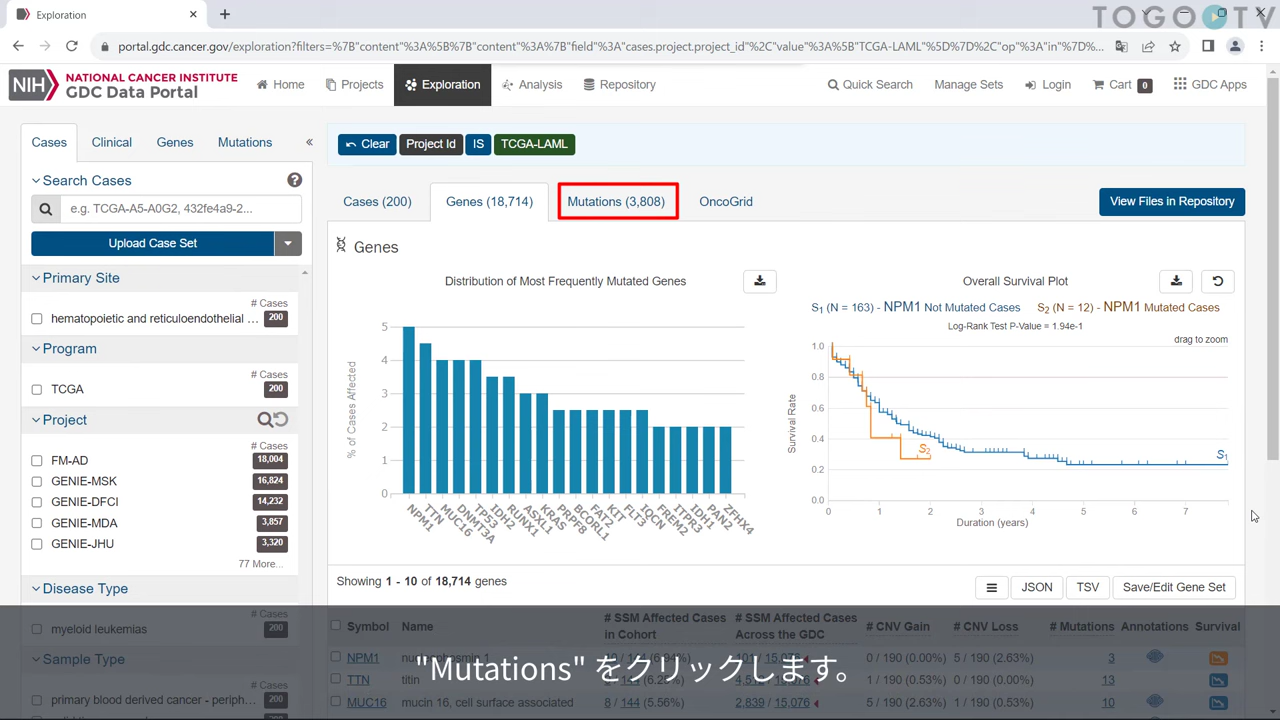 Exploration
TOGO TV
portal.gdc.cancer.gov/exploration?filters=%7B"content"%3A%5B%7B"content"%3A%7B"field"%3A"cases.project.project_id"%2C"value"%3A%5B"TCGA-LAML"%5D%7D%2C"op"%3A"in"%7D%...
NIH NATIONAL CANCER INSTITUTE
GDC Data Portal
Home Projects Exploration Analysis Repository
Quick Search Manage Sets Login Cart 0 GDC Apps
Cases Clinical Genes Mutations «
Clear Project Id IS TCGA-LAML
Search Cases
e.g. TCGA-A5-A0G2, 432fe4a9-2...
Upload Case Set
Primary Site
# Cases
hematopoietic and reticuloendothelial ... 200
Program
# Cases
TCGA 200
Project
# Cases
FM-AD 18,004
GENIE-MSK 16,824
GENIE-DFCI 14,232
GENIE-MDA 3,857
GENIE-JHU 3,320
77 More...
Disease Type
# Cases
myeloid leukemias 200
Sample Type
# Cases
primary blood derived cancer - periph... 200
Cases (200) Genes (18,714) Mutations (3,808) OncoGrid
View Files in Repository
Genes
Distribution of Most Frequently Mutated Genes
% of Cases Affected
5
4
3
2
1
0
NPM1 TTN MUC16 DNMT3A TP53 IDH2 RUNX1 ASXL1 KRAS PRPF8 BCORL1 FAT2 KIT FLT3 IQCN FREM2 ITPR3 IDH1 PAN2 ZFHX4
Overall Survival Plot
S1 (N = 163) - NPM1 Not Mutated Cases S2 (N = 12) - NPM1 Mutated Cases
Log-Rank Test P-Value = 1.94e-1
drag to zoom
Survival Rate
1.0
0.8
0.6
0.4
0.2
0.0
S2
S1
0 1 2 3 4 5 6 7
Duration (years)
Showing 1 - 10 of 18,714 genes
JSON TSV Save/Edit Gene Set
Symbol Name # SSM Affected Cases in Cohort # SSM Affected Cases Across the GDC # CNV Gain # CNV Loss # Mutations Annotations Survival
NPM1 0 / 190 (0.00%) 5 / 190 (2.63%) 3
TTN titin 1 / 190 (0.53%) 0 / 190 (0.00%) 13
MUC16 mucin 16, cell surface associated 8 / 144 (5.56%) 2,839 / 15,076 5 / 190 (2.63%) 1 / 190 (0.53%) 10
"Mutations" をクリックします。